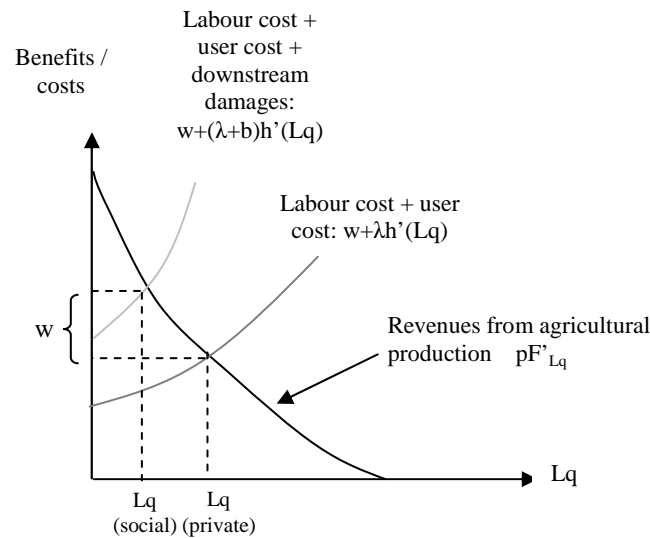 Labour cost +
user cost +
downstream
damages:
w+(λ+b)h’(Lq)
Benefits /
costs
Labour cost + user
cost: w+λh’(Lq)
w
Revenues from agricultural
production pF’Lq
Lq
Lq Lq
(social) (private)